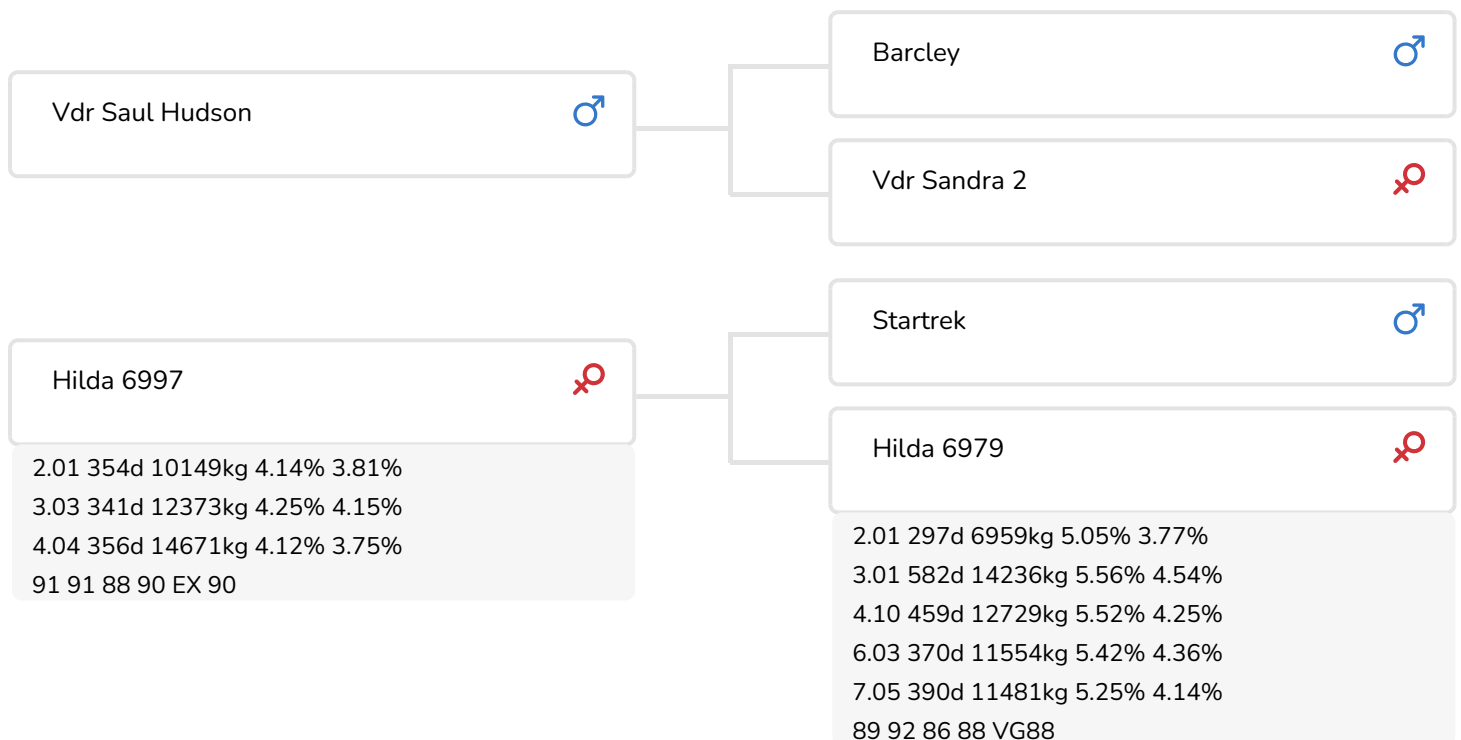 Vdr Saul Hudson
Barcley
Vdr Sandra 2
Hilda 6997
2.01 354d 10149kg 4.14% 3.81%
3.03 341d 12373kg 4.25% 4.15%
4.04 356d 14671kg 4.12% 3.75%
91 91 88 90 EX 90
Startrek
Hilda 6979
2.01 297d 6959kg 5.05% 3.77%
3.01 582d 14236kg 5.56% 4.54%
4.10 459d 12729kg 5.52% 4.25%
6.03 370d 11554kg 5.42% 4.36%
7.05 390d 11481kg 5.25% 4.14%
89 92 86 88 VG88